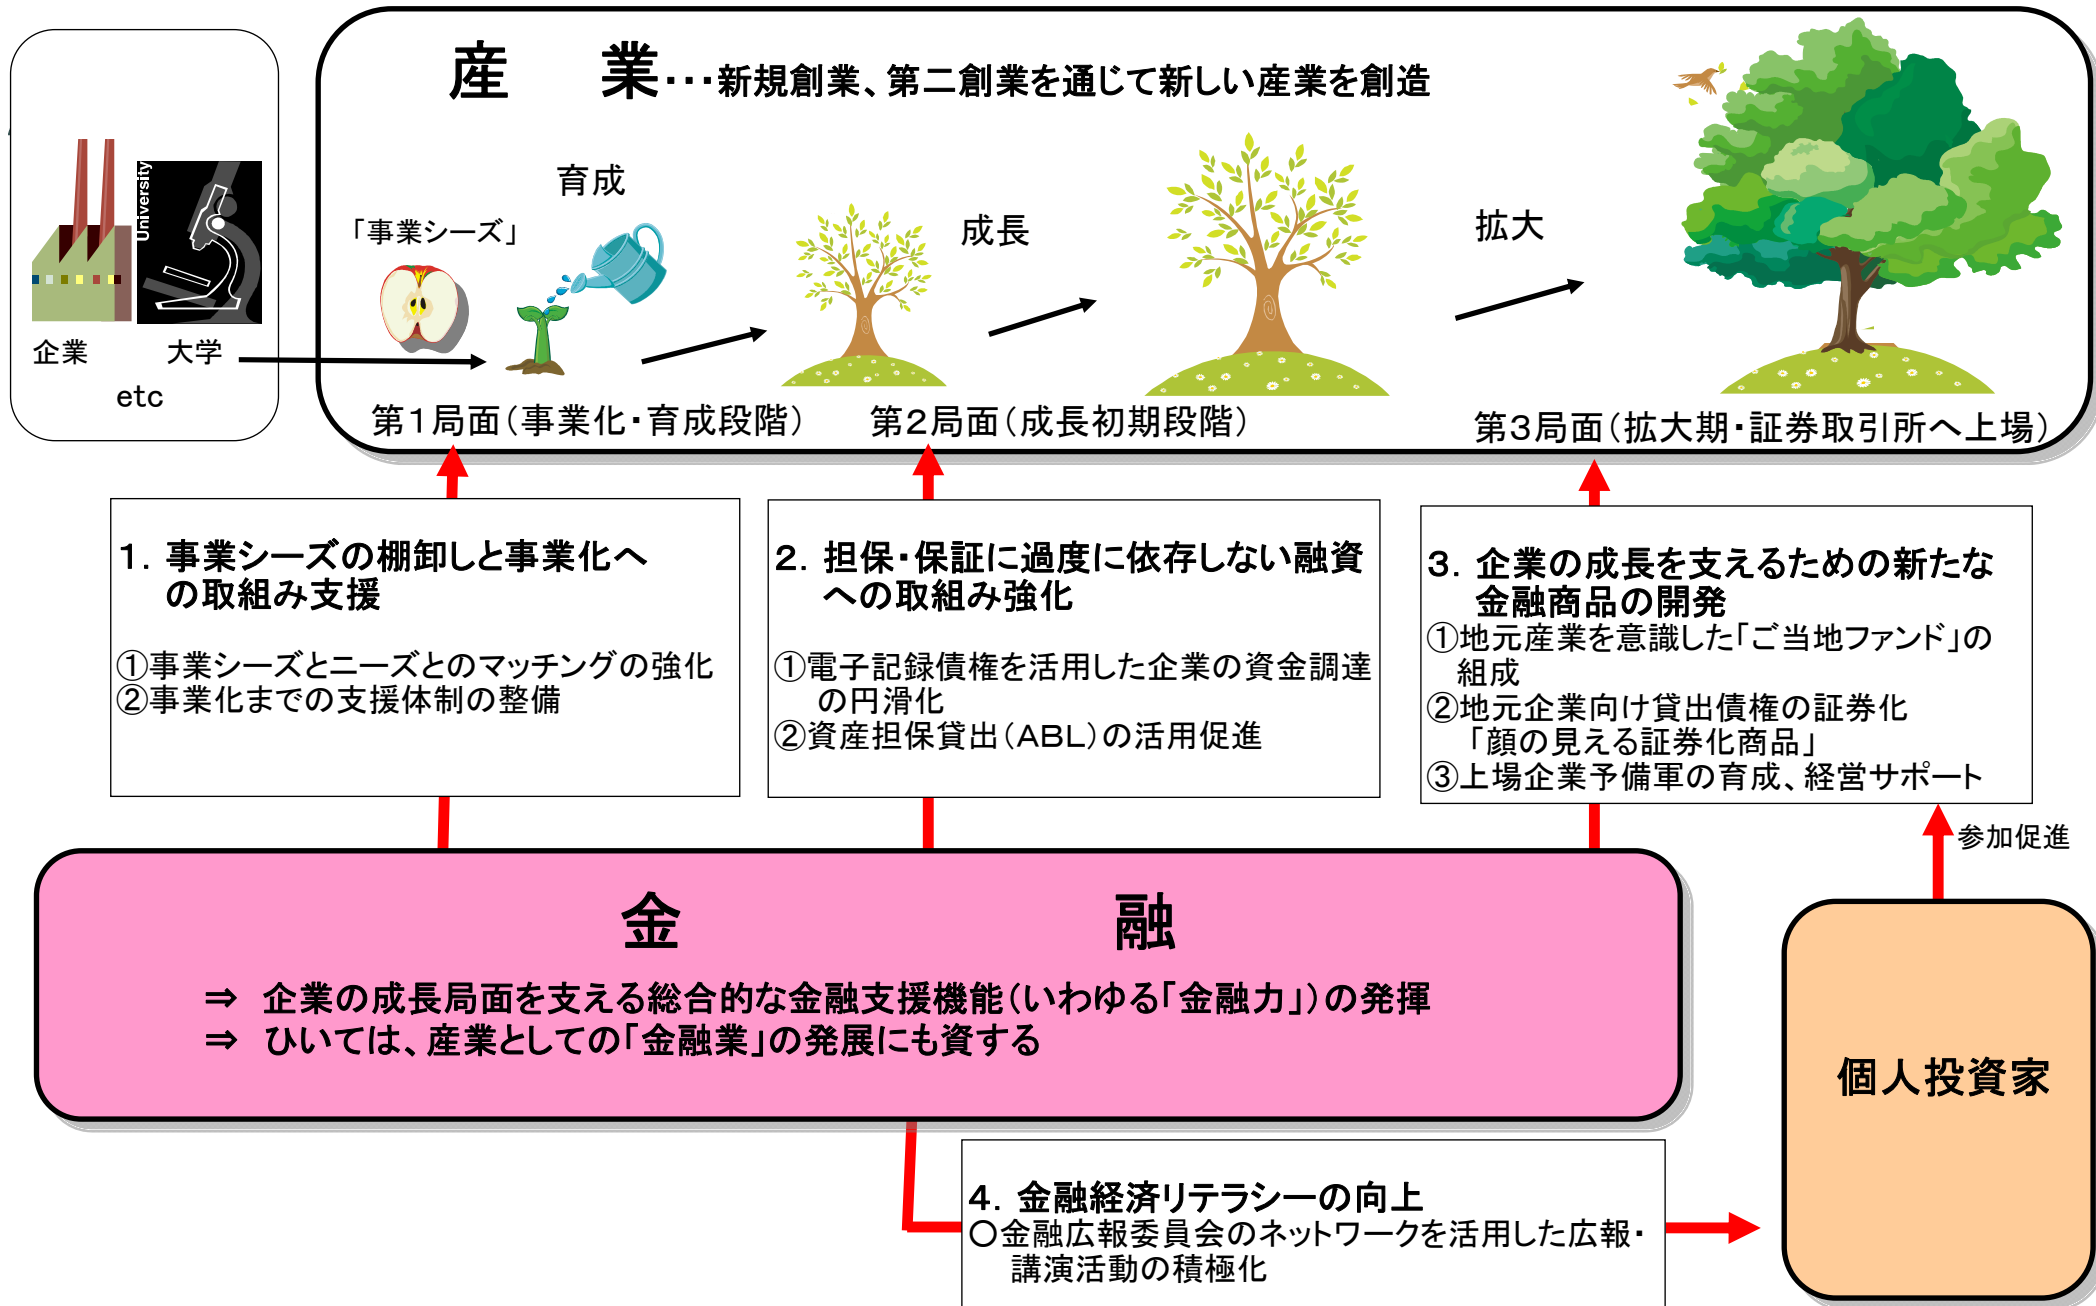 産　業・・・新規創業、第二創業を通じて新しい産業を創造
University
企業
大学
etc
「事業シーズ」
育成
成長
拡大
第１局面（事業化・育成段階）
第２局面（成長初期段階）
第３局面（拡大期・証券取引所へ上場）
１．事業シーズの棚卸しと事業化へ
の取組み支援
①事業シーズとニーズとのマッチングの強化
②事業化までの支援体制の整備
２．担保・保証に過度に依存しない融資
への取組み強化
①電子記録債権を活用した企業の資金調達
の円滑化
②資産担保貸出（ABL）の活用促進
３．企業の成長を支えるための新たな
金融商品の開発
①地元産業を意識した「ご当地ファンド」の
組成
②地元企業向け貸出債権の証券化
「顔の見える証券化商品」
③上場企業予備軍の育成、経営サポート
参加促進
金　融
⇒　企業の成長局面を支える総合的な金融支援機能（いわゆる「金融力」）の発揮
⇒　ひいては、産業としての「金融業」の発展にも資する
個人投資家
４．金融経済リテラシーの向上
○金融広報委員会のネットワークを活用した広報・
講演活動の積極化